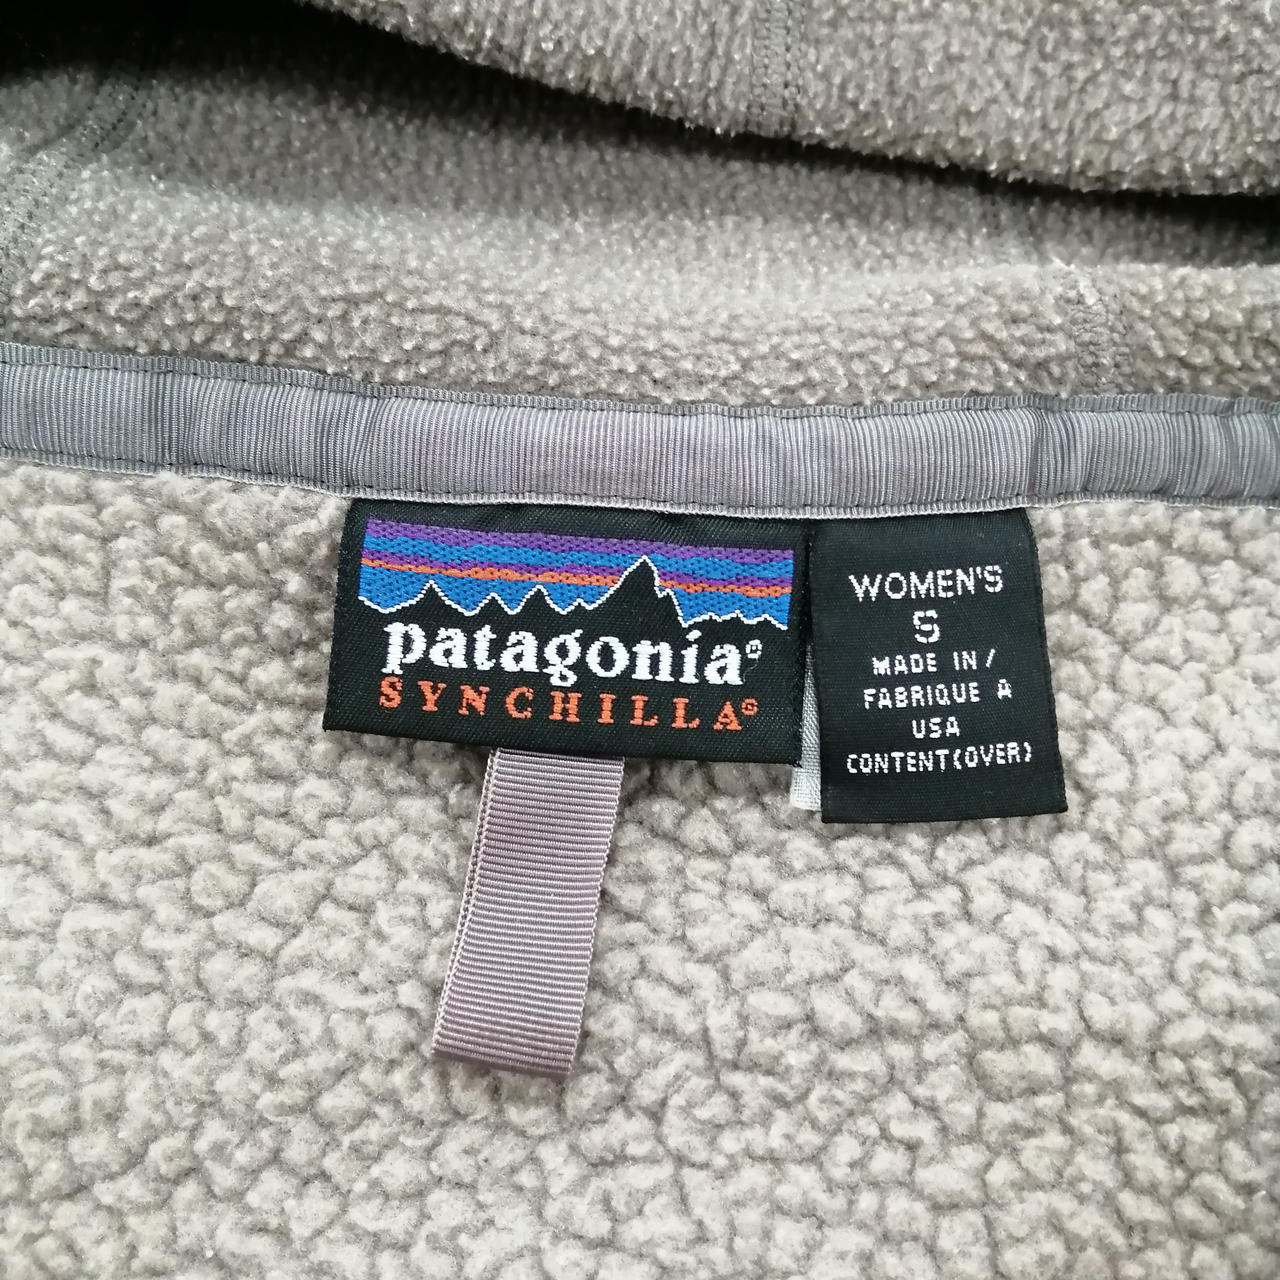 patagonia®
SYNCHILLA®
WOMEN'S
S
MADE IN/
FABRIQUE À
USA
CONTENT(OVER)